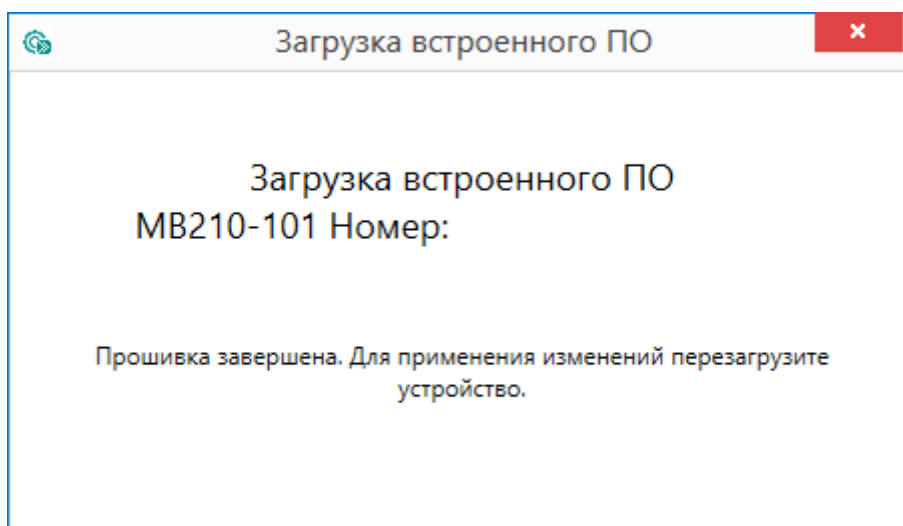 Загрузка встроенного ПО
Загрузка встроенного ПО
МВ210-101 Номер:
Прошивка завершена. Для применения изменений перезагрузите
устройство.